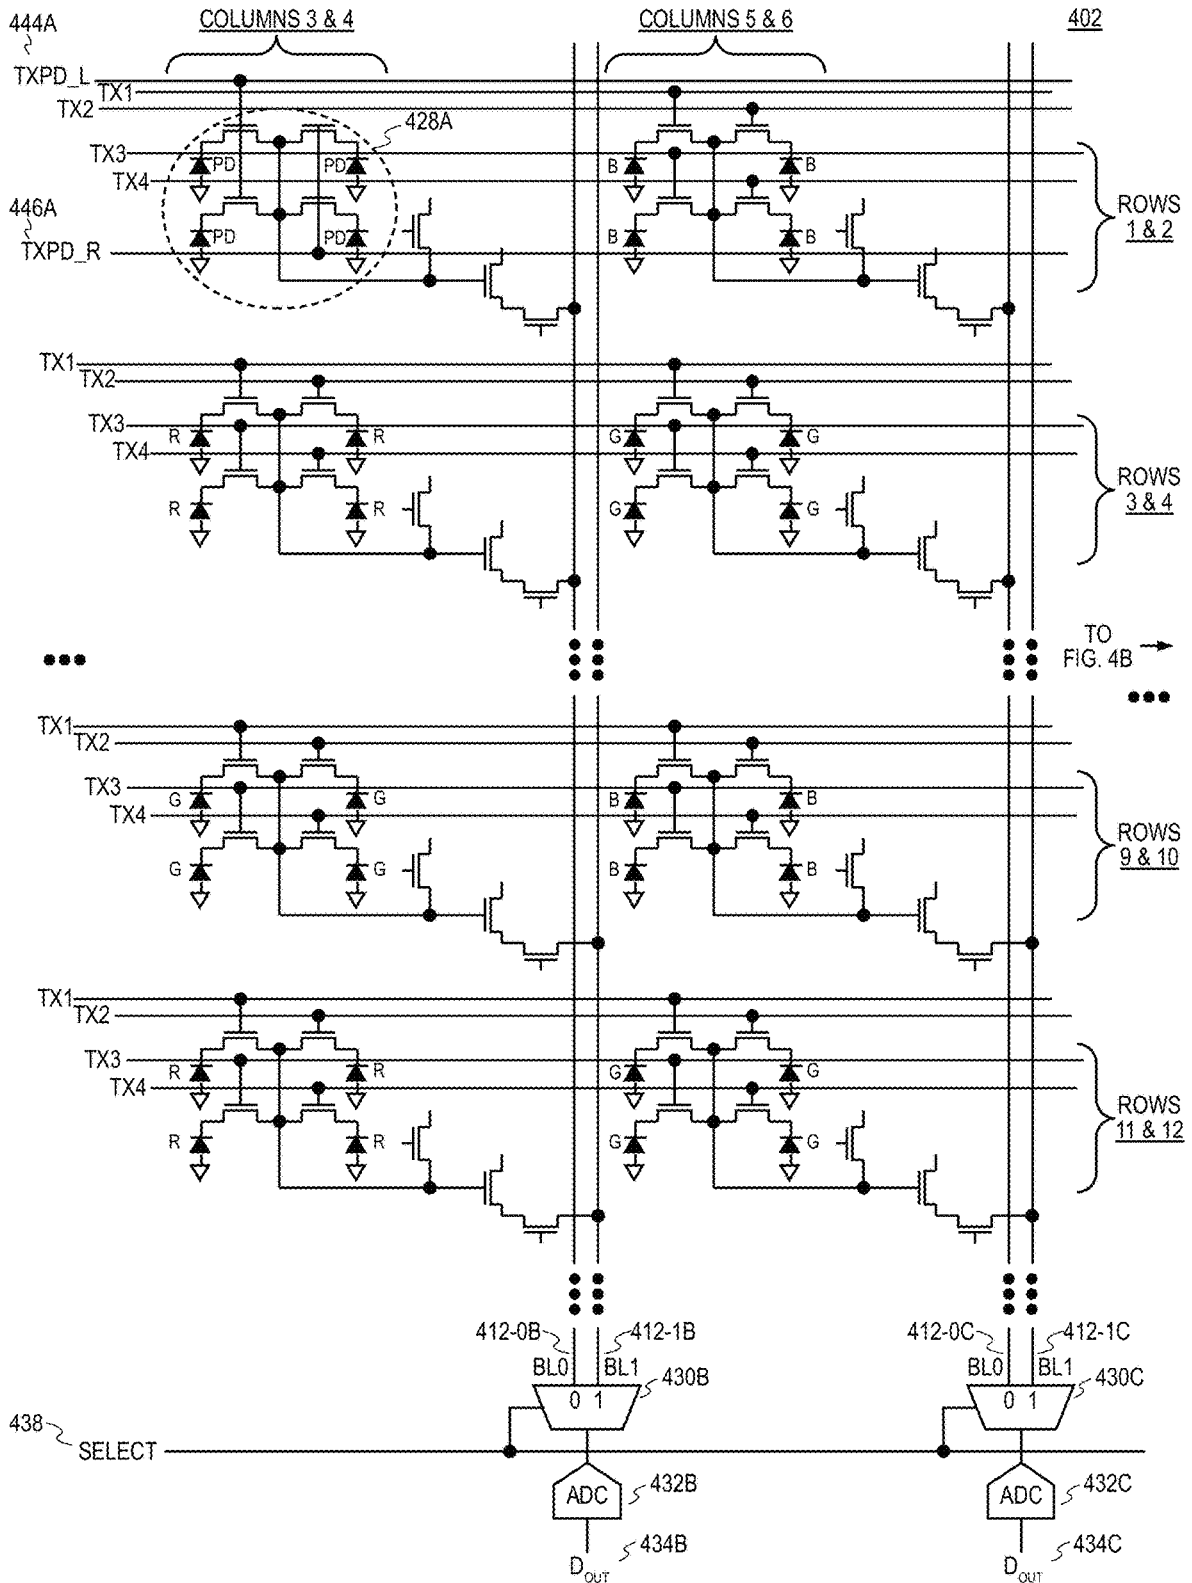 444A
COLUMNS 3 & 4
COLUMNS 5 & 6
402
TXPD_L
TX1
TX2
428A
TX3
PD
PD
B
B
TX4
446A
PD
PD
B
B
TXPD_R
ROWS
1 & 2
TX1
TX2
TX3
R
R
G
G
TX4
R
R
G
G
ROWS
3 & 4
TO
FIG. 4B
TX1
TX2
TX3
G
G
B
B
TX4
G
G
B
B
ROWS
9 & 10
TX1
TX2
TX3
R
R
G
G
TX4
R
R
G
G
ROWS
11 & 12
412-0B
412-1B
412-0C
412-1C
BL0
BL1
BL0
BL1
0 1
430B
0 1
430C
438
SELECT
ADC
432B
ADC
432C
434B
434C
DOUT
DOUT